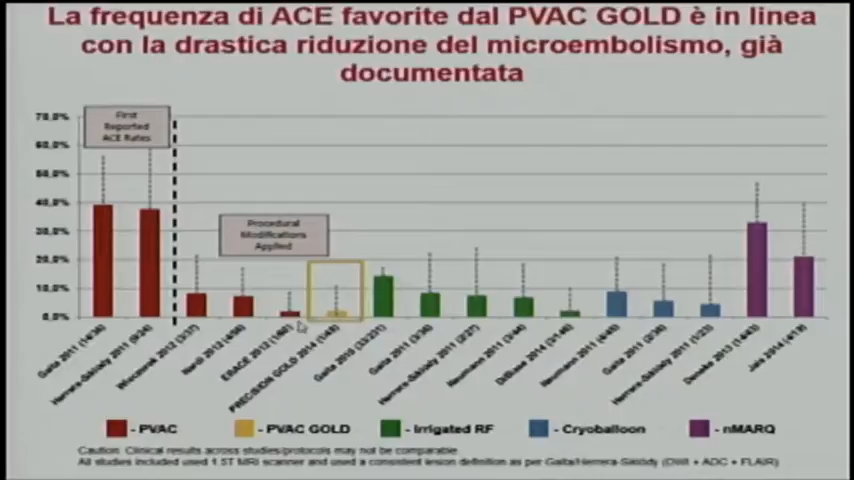 La frequenza di ACE favorite dal PVAC GOLD è in linea
con la drastica riduzione del microembolismo, già
documentata
70,0%
60,0%
50,0%
40,0%
30,0%
20,0%
10,0%
0,0%
First
Reported
ACE Rates
Procedural
Modifications
Applied
Gaita 2011 (14/36)
Herrera-Siklódy 2011 (9/24)
Wieczorek 2012 (3/37)
Nardi 2012 (4/56)
ERACE 2012 (1/60)
PRECISION GOLD 2014 (1/48)
Gaita 2010 (33/231)
Gaita 2011 (3/36)
Herrera-Siklódy 2011 (2/27)
Neumann 2011 (3/44)
DiBiase 2014 (3/146)
Neumann 2011 (4/45)
Gaita 2011 (2/36)
Herrera-Siklódy 2011 (1/23)
Deneke 2013 (14/43)
Jais 2014 (4/19)
- PVAC
- PVAC GOLD
- Irrigated RF
- Cryoballoon
- nMARQ
Caution: Clinical results across studies/protocols may not be comparable
All studies included used 1.5T MRI scanner and used a consistent lesion definition as per Gaita/Herrera-Siklódy (DWI + ADC + FLAIR)